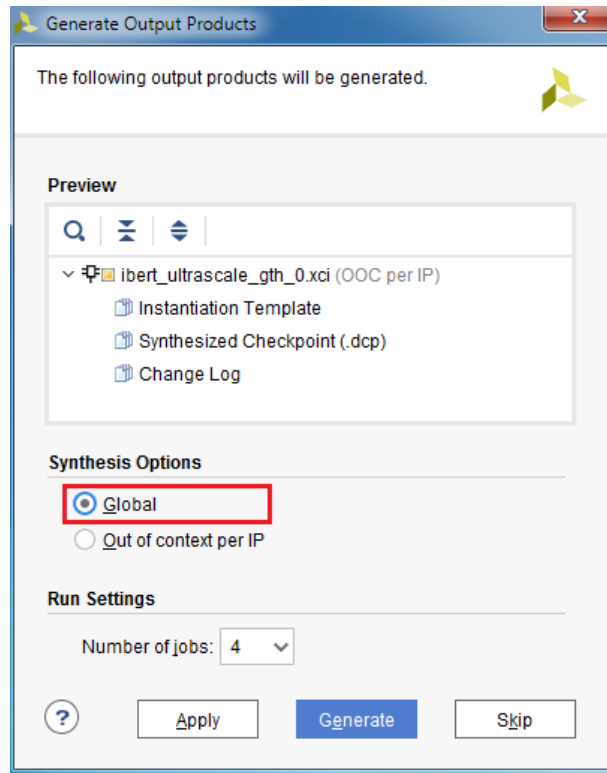 Generate Output Products
x
The following output products will be generated.
Preview
ibert_ultrascale_gth_0.xci (OOC per IP)
Instantiation Template
Synthesized Checkpoint (.dcp)
Change Log
Synthesis Options
Global
Out of context per IP
Run Settings
Number of jobs: 4
? Apply Generate Skip